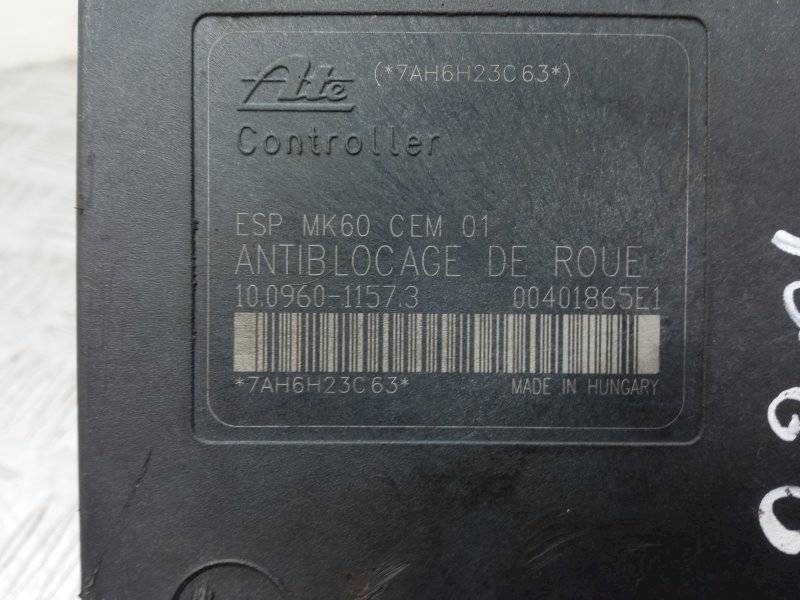 Ate (*7AH6H23C63*)
Controller
ESP MK60 CEM 01
ANTIBLOCAGE DE ROUE
10.0960-1157.3 00401865E1
*7AH6H23C63* MADE IN HUNGARY